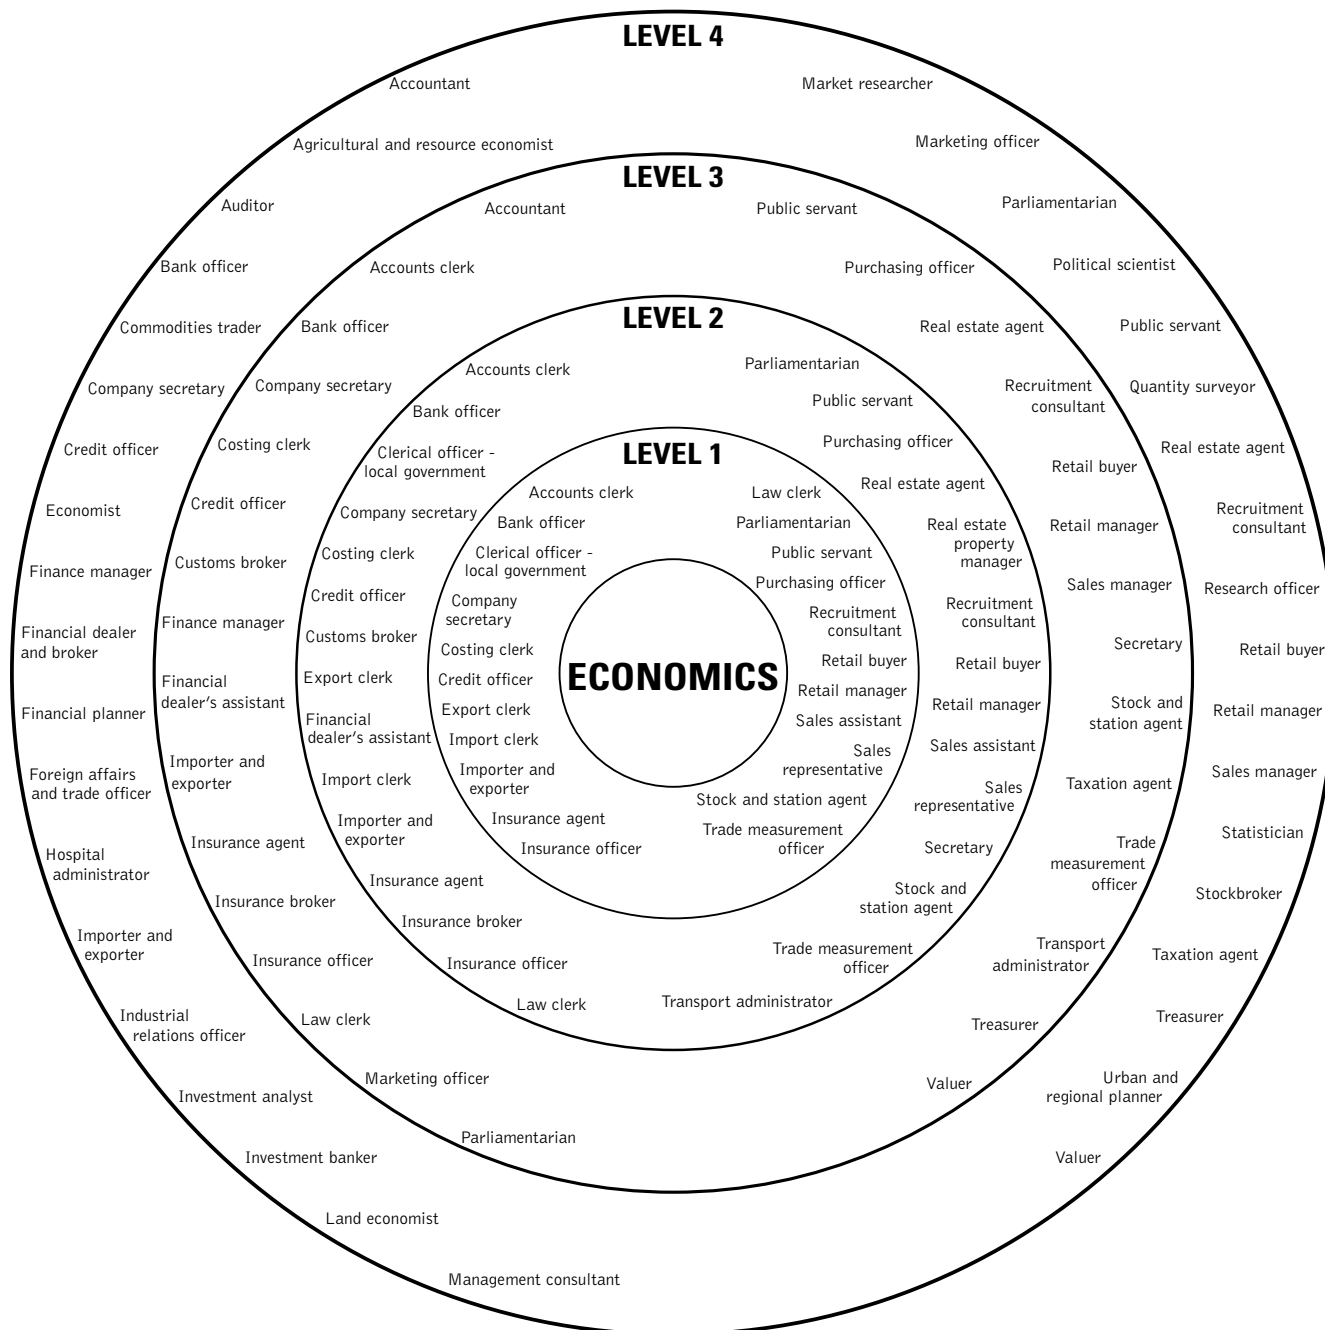 LEVEL 4
Accountant
Agricultural and resource economist
Auditor
Bank officer
Commodities trader
Company secretary
Credit officer
Economist
Finance manager
Financial dealer
and broker
Financial planner
Foreign affairs
and trade officer
Hospital
administrator
Importer and
exporter
Industrial
relations officer
Investment analyst
Investment banker
Land economist
Management consultant
Market researcher
Marketing officer
Parliamentarian
Political scientist
Public servant
Quantity surveyor
Real estate agent
Recruitment
consultant
Research officer
Retail buyer
Retail manager
Sales manager
Statistician
Stockbroker
Taxation agent
Treasurer
Urban and
regional planner
Valuer
LEVEL 3
Accountant
Accounts clerk
Bank officer
Company secretary
Costing clerk
Credit officer
Customs broker
Finance manager
Financial
dealer's assistant
Importer and
exporter
Insurance agent
Insurance broker
Insurance officer
Law clerk
Marketing officer
Parliamentarian
Public servant
Purchasing officer
Real estate agent
Recruitment
consultant
Retail buyer
Retail manager
Sales manager
Secretary
Stock and
station agent
Taxation agent
Trade
measurement
officer
Transport
administrator
Treasurer
Valuer
LEVEL 2
Accounts clerk
Bank officer
Clerical officer -
local government
Company secretary
Costing clerk
Credit officer
Customs broker
Export clerk
Financial
dealer's assistant
Import clerk
Importer and
exporter
Insurance agent
Insurance broker
Insurance officer
Law clerk
Parliamentarian
Public servant
Purchasing officer
Real estate agent
Real estate
property
manager
Recruitment
consultant
Retail buyer
Retail manager
Sales assistant
Sales
representative
Secretary
Stock and
station agent
Trade measurement
officer
Transport administrator
LEVEL 1
Accounts clerk
Bank officer
Clerical officer -
local government
Company
secretary
Costing clerk
Credit officer
Export clerk
Import clerk
Importer and
exporter
Insurance agent
Insurance officer
Law clerk
Parliamentarian
Public servant
Purchasing officer
Recruitment
consultant
Retail buyer
Retail manager
Sales assistant
Sales
representative
Stock and station agent
Trade measurement
officer
ECONOMICS